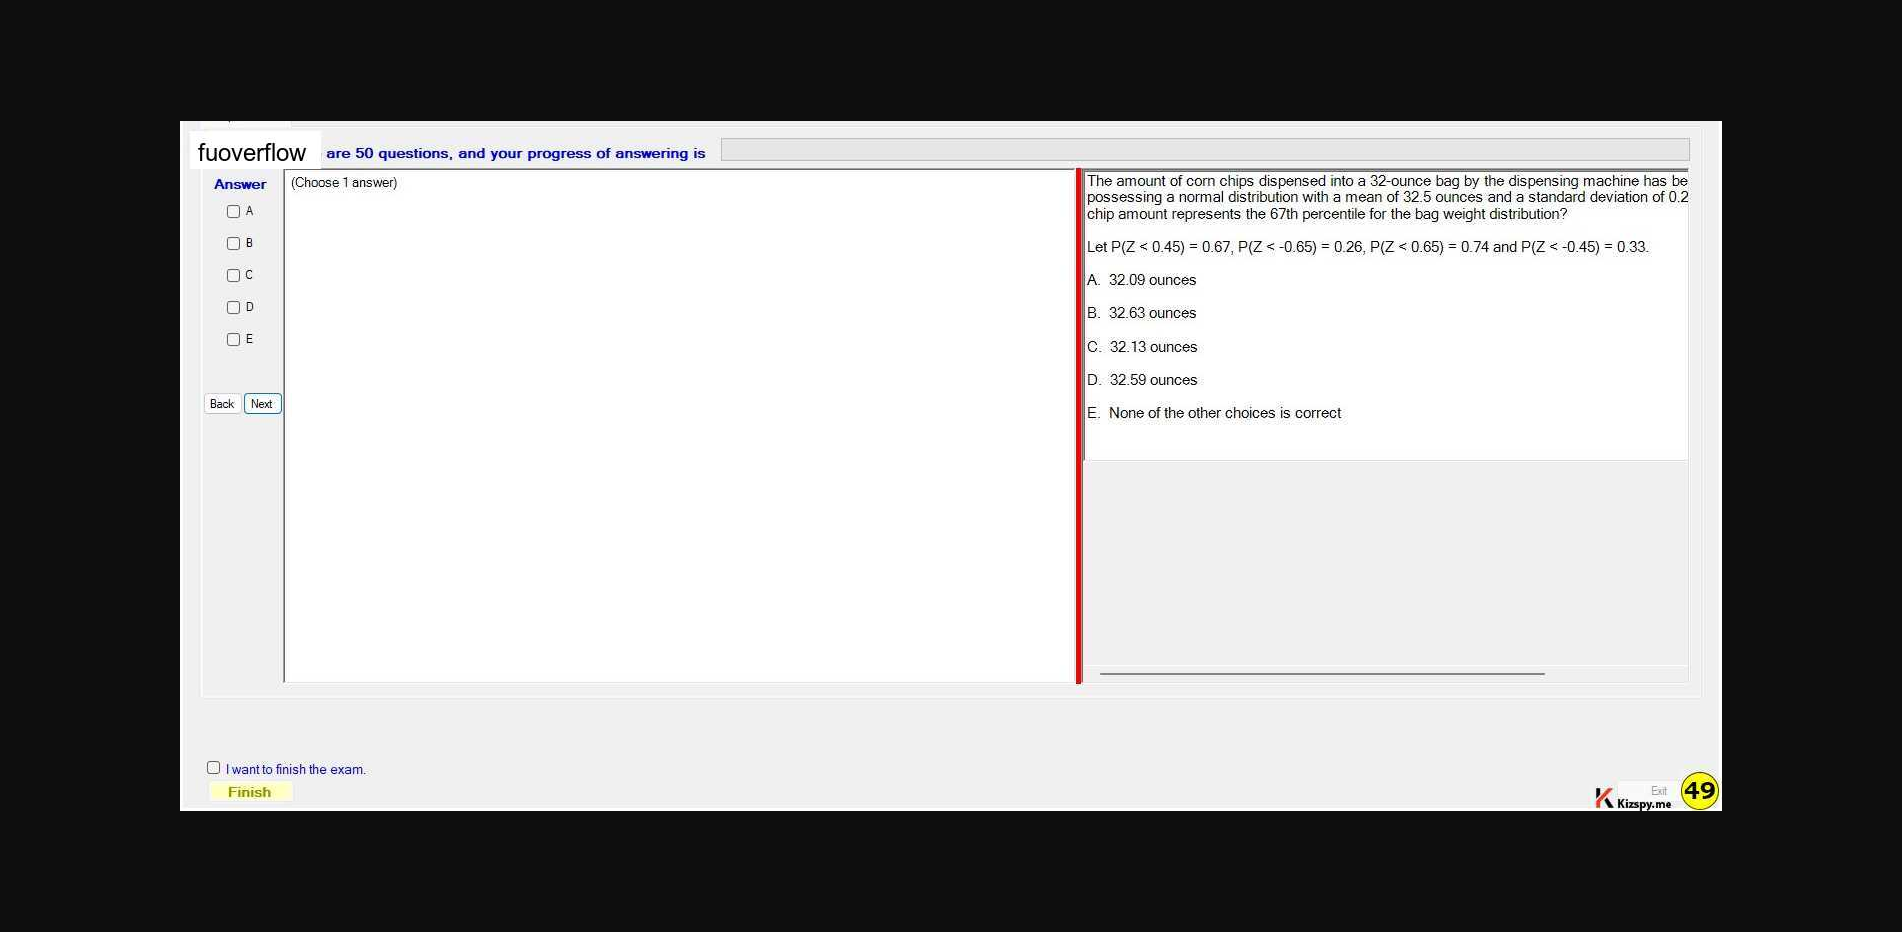 fuoverflow are 50 questions, and your progress of answering is
Answer
(Choose 1 answer)
A
B
C
D
E
Back Next
The amount of corn chips dispensed into a 32-ounce bag by the dispensing machine has be
possessing a normal distribution with a mean of 32.5 ounces and a standard deviation of 0.2
chip amount represents the 67th percentile for the bag weight distribution?
Let P(Z < 0.45) = 0.67, P(Z < -0.65) = 0.26, P(Z < 0.65) = 0.74 and P(Z < -0.45) = 0.33.
A. 32.09 ounces
B. 32.63 ounces
C. 32.13 ounces
D. 32.59 ounces
E. None of the other choices is correct
I want to finish the exam.
Finish
Exit
Kizspy.me
49